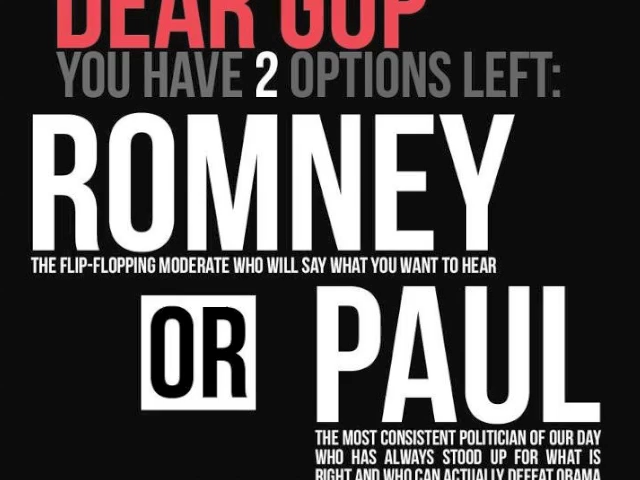 DEAR GOP
YOU HAVE 2 OPTIONS LEFT:
ROMNEY
THE FLIP-FLOPPING MODERATE WHO WILL SAY WHAT YOU WANT TO HEAR
OR
PAUL
THE MOST CONSISTENT POLITICIAN OF OUR DAY
WHO HAS ALWAYS STOOD UP FOR WHAT IS
RIGHT AND WHO CAN ACTUALLY DEFEAT OBAMA